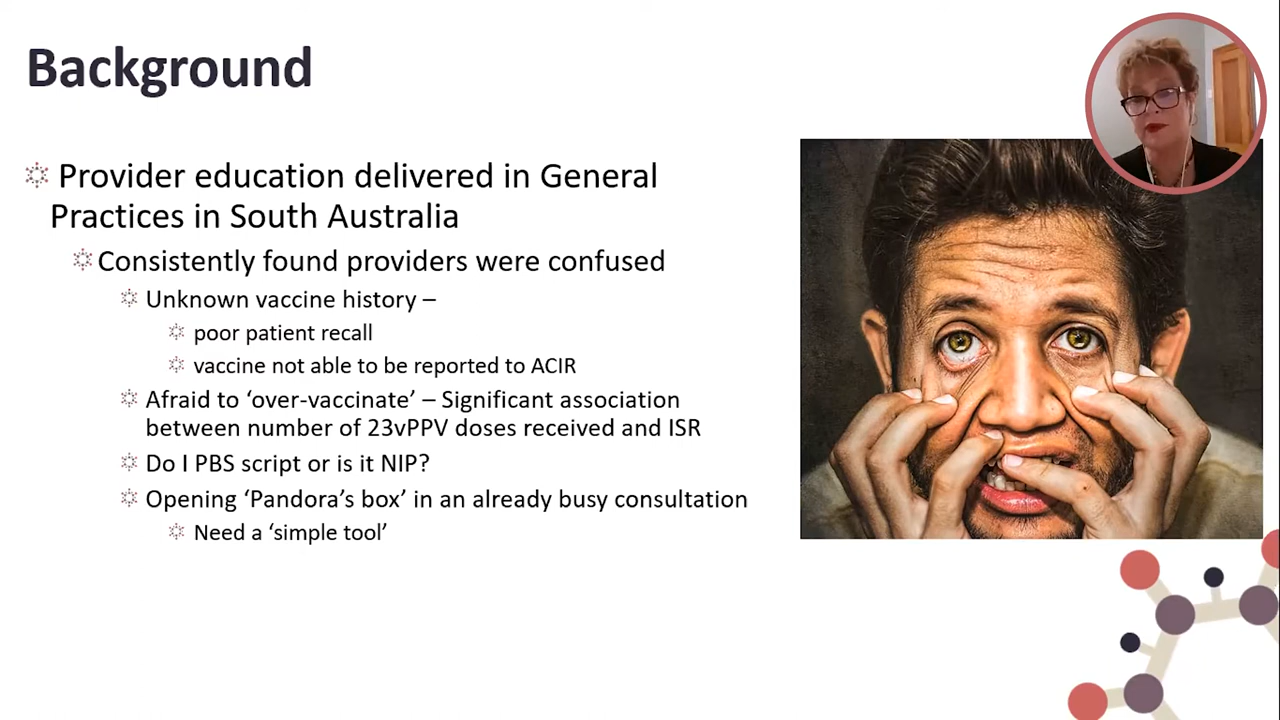 Background
Provider education delivered in General
Practices in South Australia
Consistently found providers were confused
Unknown vaccine history –
poor patient recall
vaccine not able to be reported to ACIR
Afraid to ‘over-vaccinate’ – Significant association
between number of 23vPPV doses received and ISR
Do I PBS script or is it NIP?
Opening ‘Pandora’s box’ in an already busy consultation
Need a ‘simple tool’